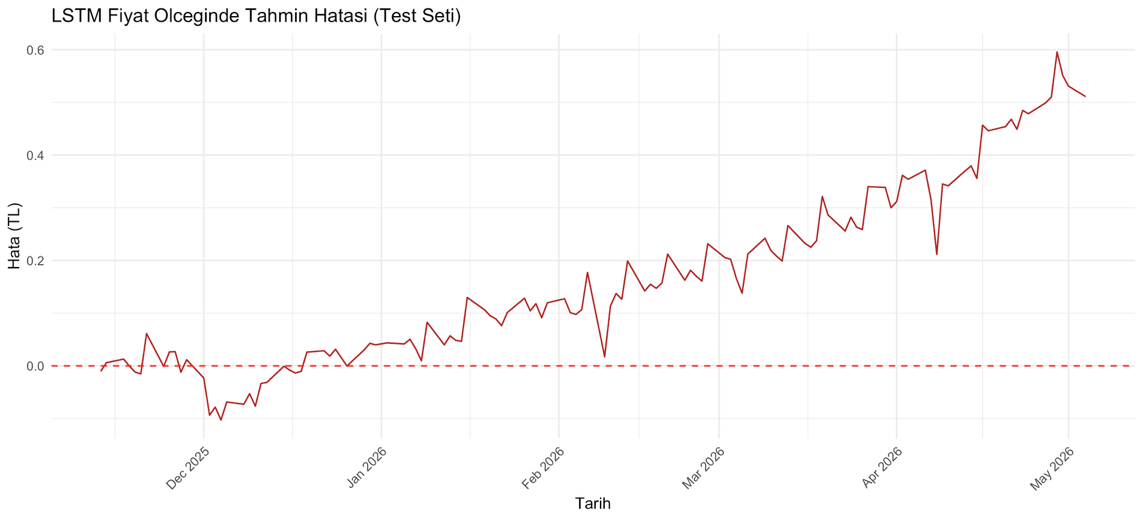 LSTM Fiyat Olceginde Tahmin Hatasi (Test Seti)
Hata (TL)
0.6
0.4
0.2
0.0
Dec 2025
Jan 2026
Feb 2026
Mar 2026
Apr 2026
May 2026
Tarih